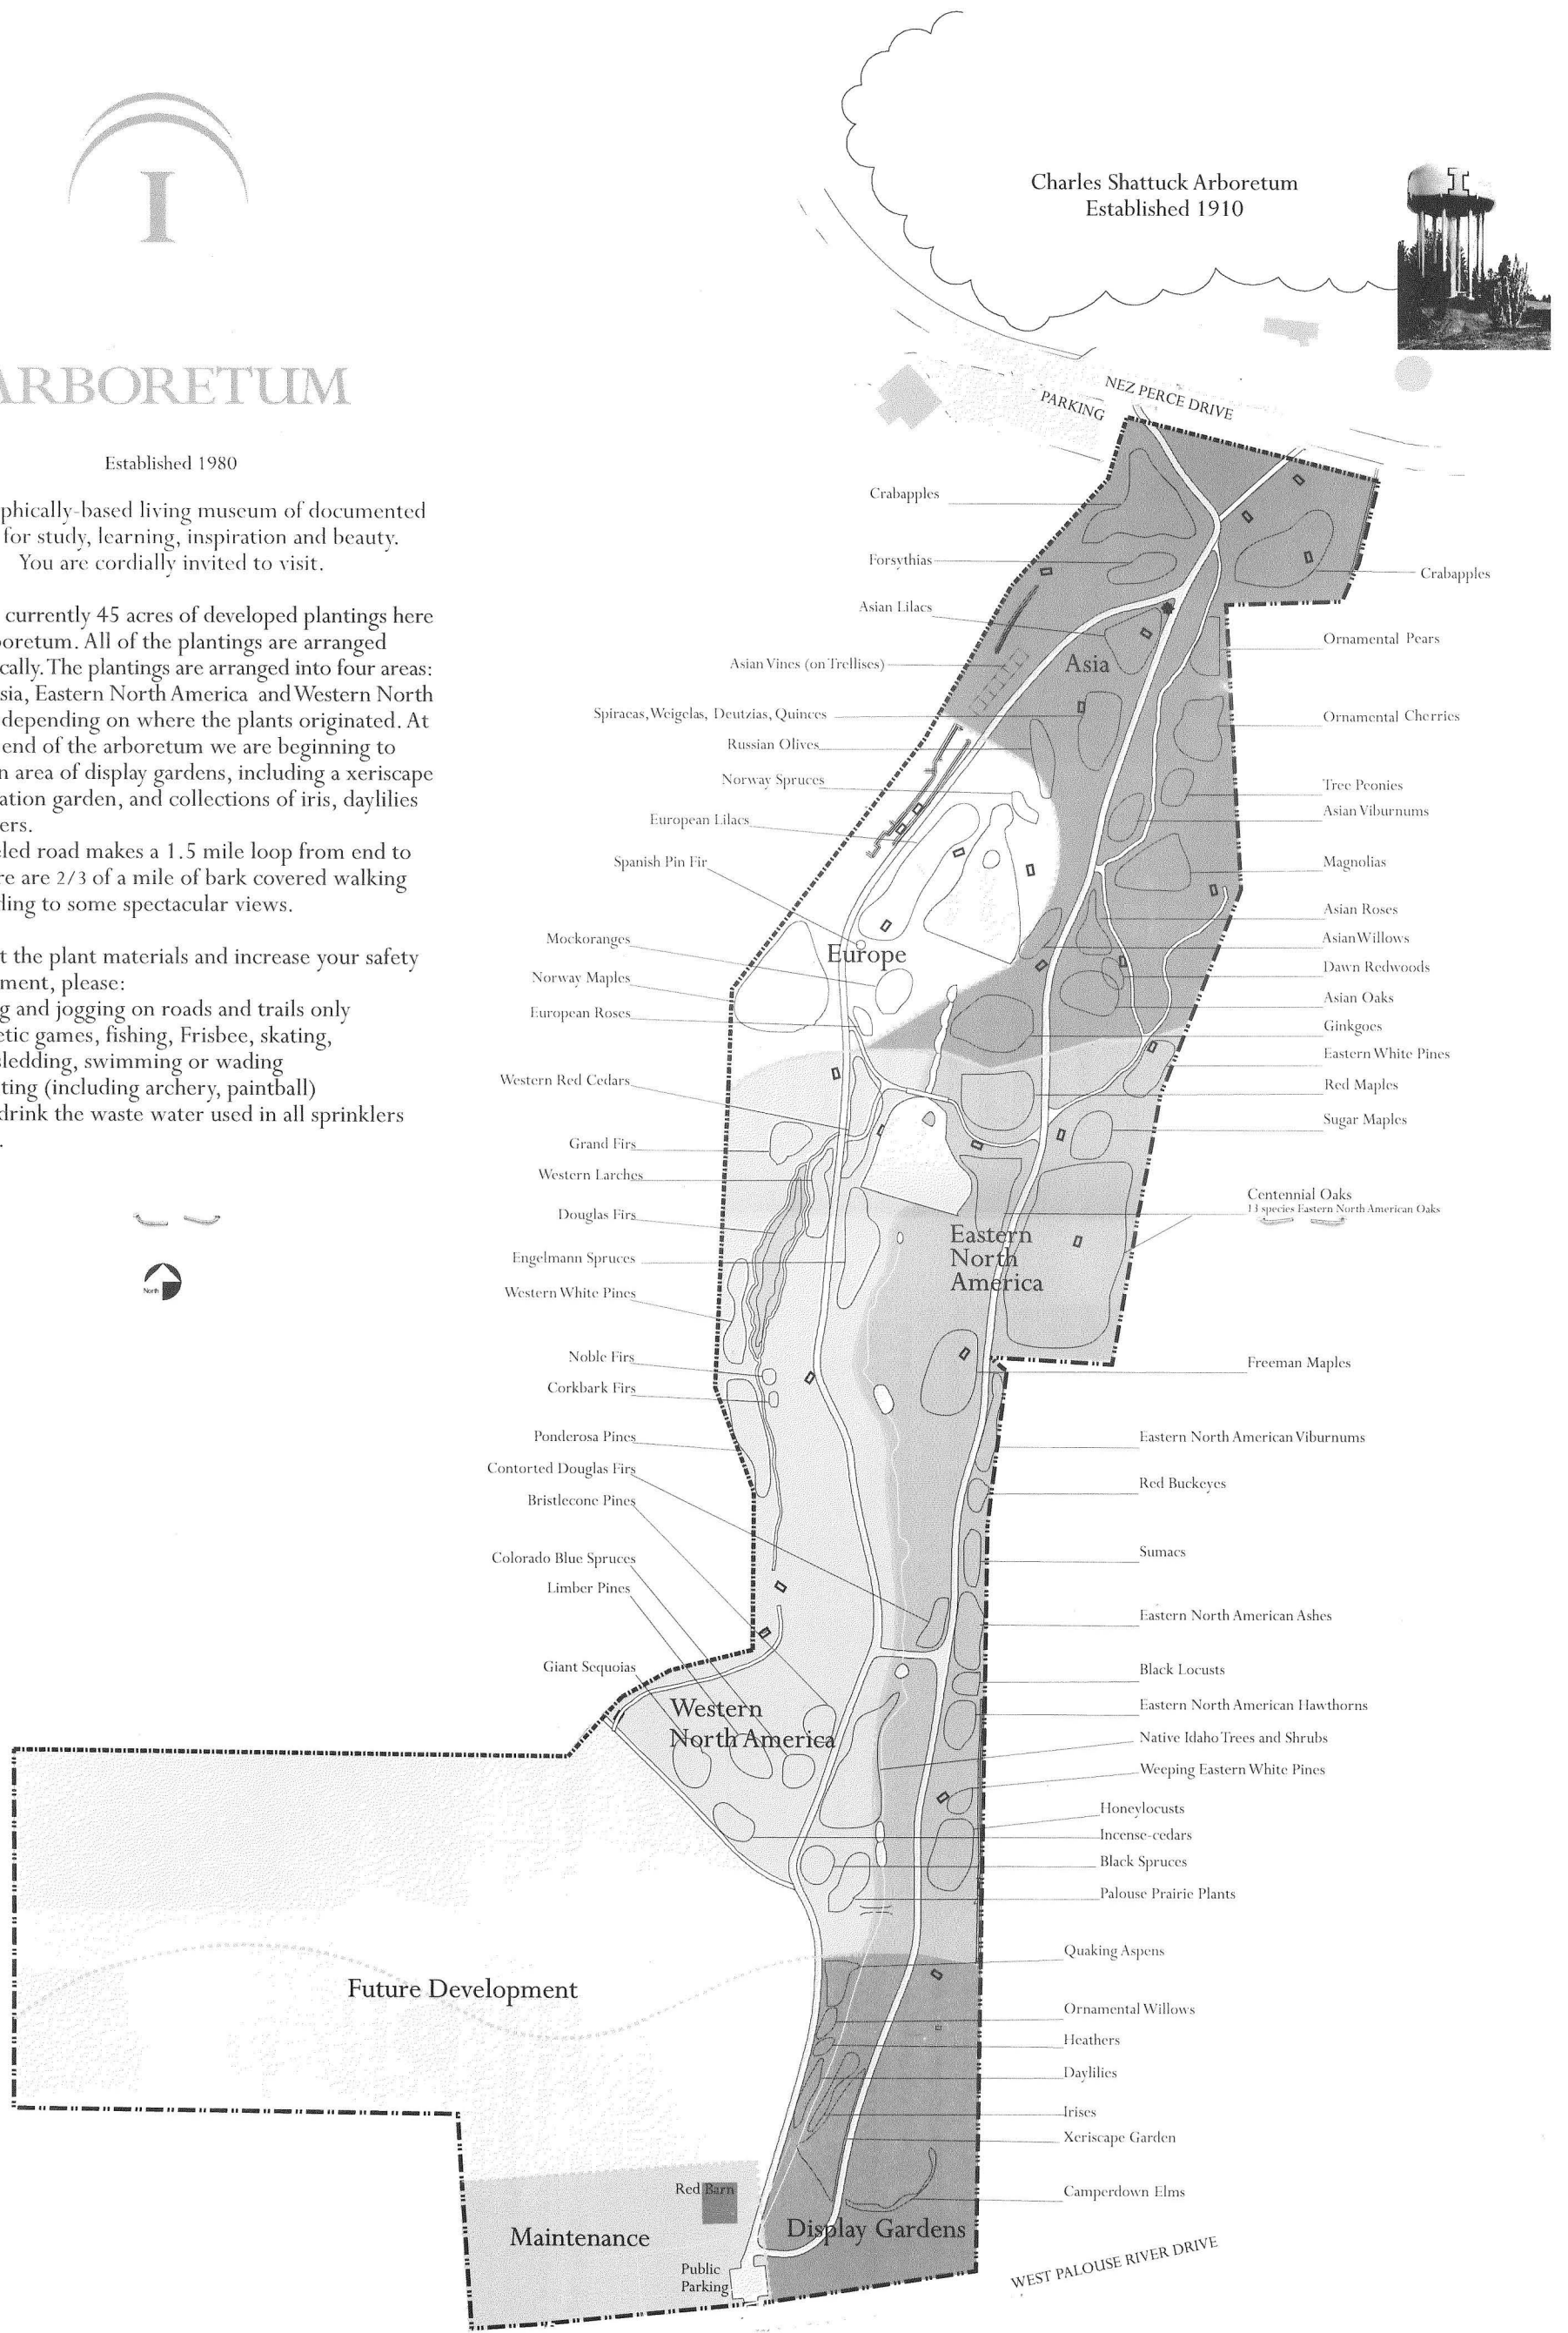 I
ARBORETUM
Established 1980
phically-based living museum of documented
for study, learning, inspiration and beauty.
You are cordially invited to visit.
currently 45 acres of developed plantings here
boretum. All of the plantings are arranged
cally. The plantings are arranged into four areas:
sia, Eastern North America and Western North
depending on where the plants originated. At
end of the arboretum we are beginning to
n area of display gardens, including a xeriscape
ation garden, and collections of iris, daylilies
ers.
led road makes a 1.5 mile loop from end to
re are 2/3 of a mile of bark covered walking
ding to some spectacular views.
t the plant materials and increase your safety
ment, please:
g and jogging on roads and trails only
etic games, fishing, Frisbee, skating,
sledding, swimming or wading
ting (including archery, paintball)
drink the waste water used in all sprinklers
.
North
Charles Shattuck Arboretum
Established 1910
I
NEZ PERCE DRIVE
PARKING
Crabapples
Forsythias
Asian Lilacs
Asian Vines (on Trellises)
Spiraeas, Weigelas, Deutzias, Quinces
Russian Olives
Norway Spruces
European Lilacs
Spanish Pin Fir
Mockoranges
Norway Maples
European Roses
Western Red Cedars
Grand Firs
Western Larches
Douglas Firs
Engelmann Spruces
Western White Pines
Noble Firs
Corkbark Firs
Ponderosa Pines
Contorted Douglas Firs
Bristlecone Pines
Colorado Blue Spruces
Limber Pines
Giant Sequoias
Asia
Europe
Eastern
North
America
Western
North America
Crabapples
Ornamental Pears
Ornamental Cherries
Tree Peonies
Asian Viburnums
Magnolias
Asian Roses
Asian Willows
Dawn Redwoods
Asian Oaks
Ginkgoes
Eastern White Pines
Red Maples
Sugar Maples
Centennial Oaks
13 species Eastern North American Oaks
Freeman Maples
Eastern North American Viburnums
Red Buckeyes
Sumacs
Eastern North American Ashes
Black Locusts
Eastern North American Hawthorns
Native Idaho Trees and Shrubs
Weeping Eastern White Pines
Honeylocusts
Incense-cedars
Black Spruces
Palouse Prairie Plants
Quaking Aspens
Ornamental Willows
Heathers
Daylilies
Irises
Xeriscape Garden
Camperdown Elms
Future Development
Red Barn
Maintenance
Display Gardens
Public
Parking
WEST PALOUSE RIVER DRIVE